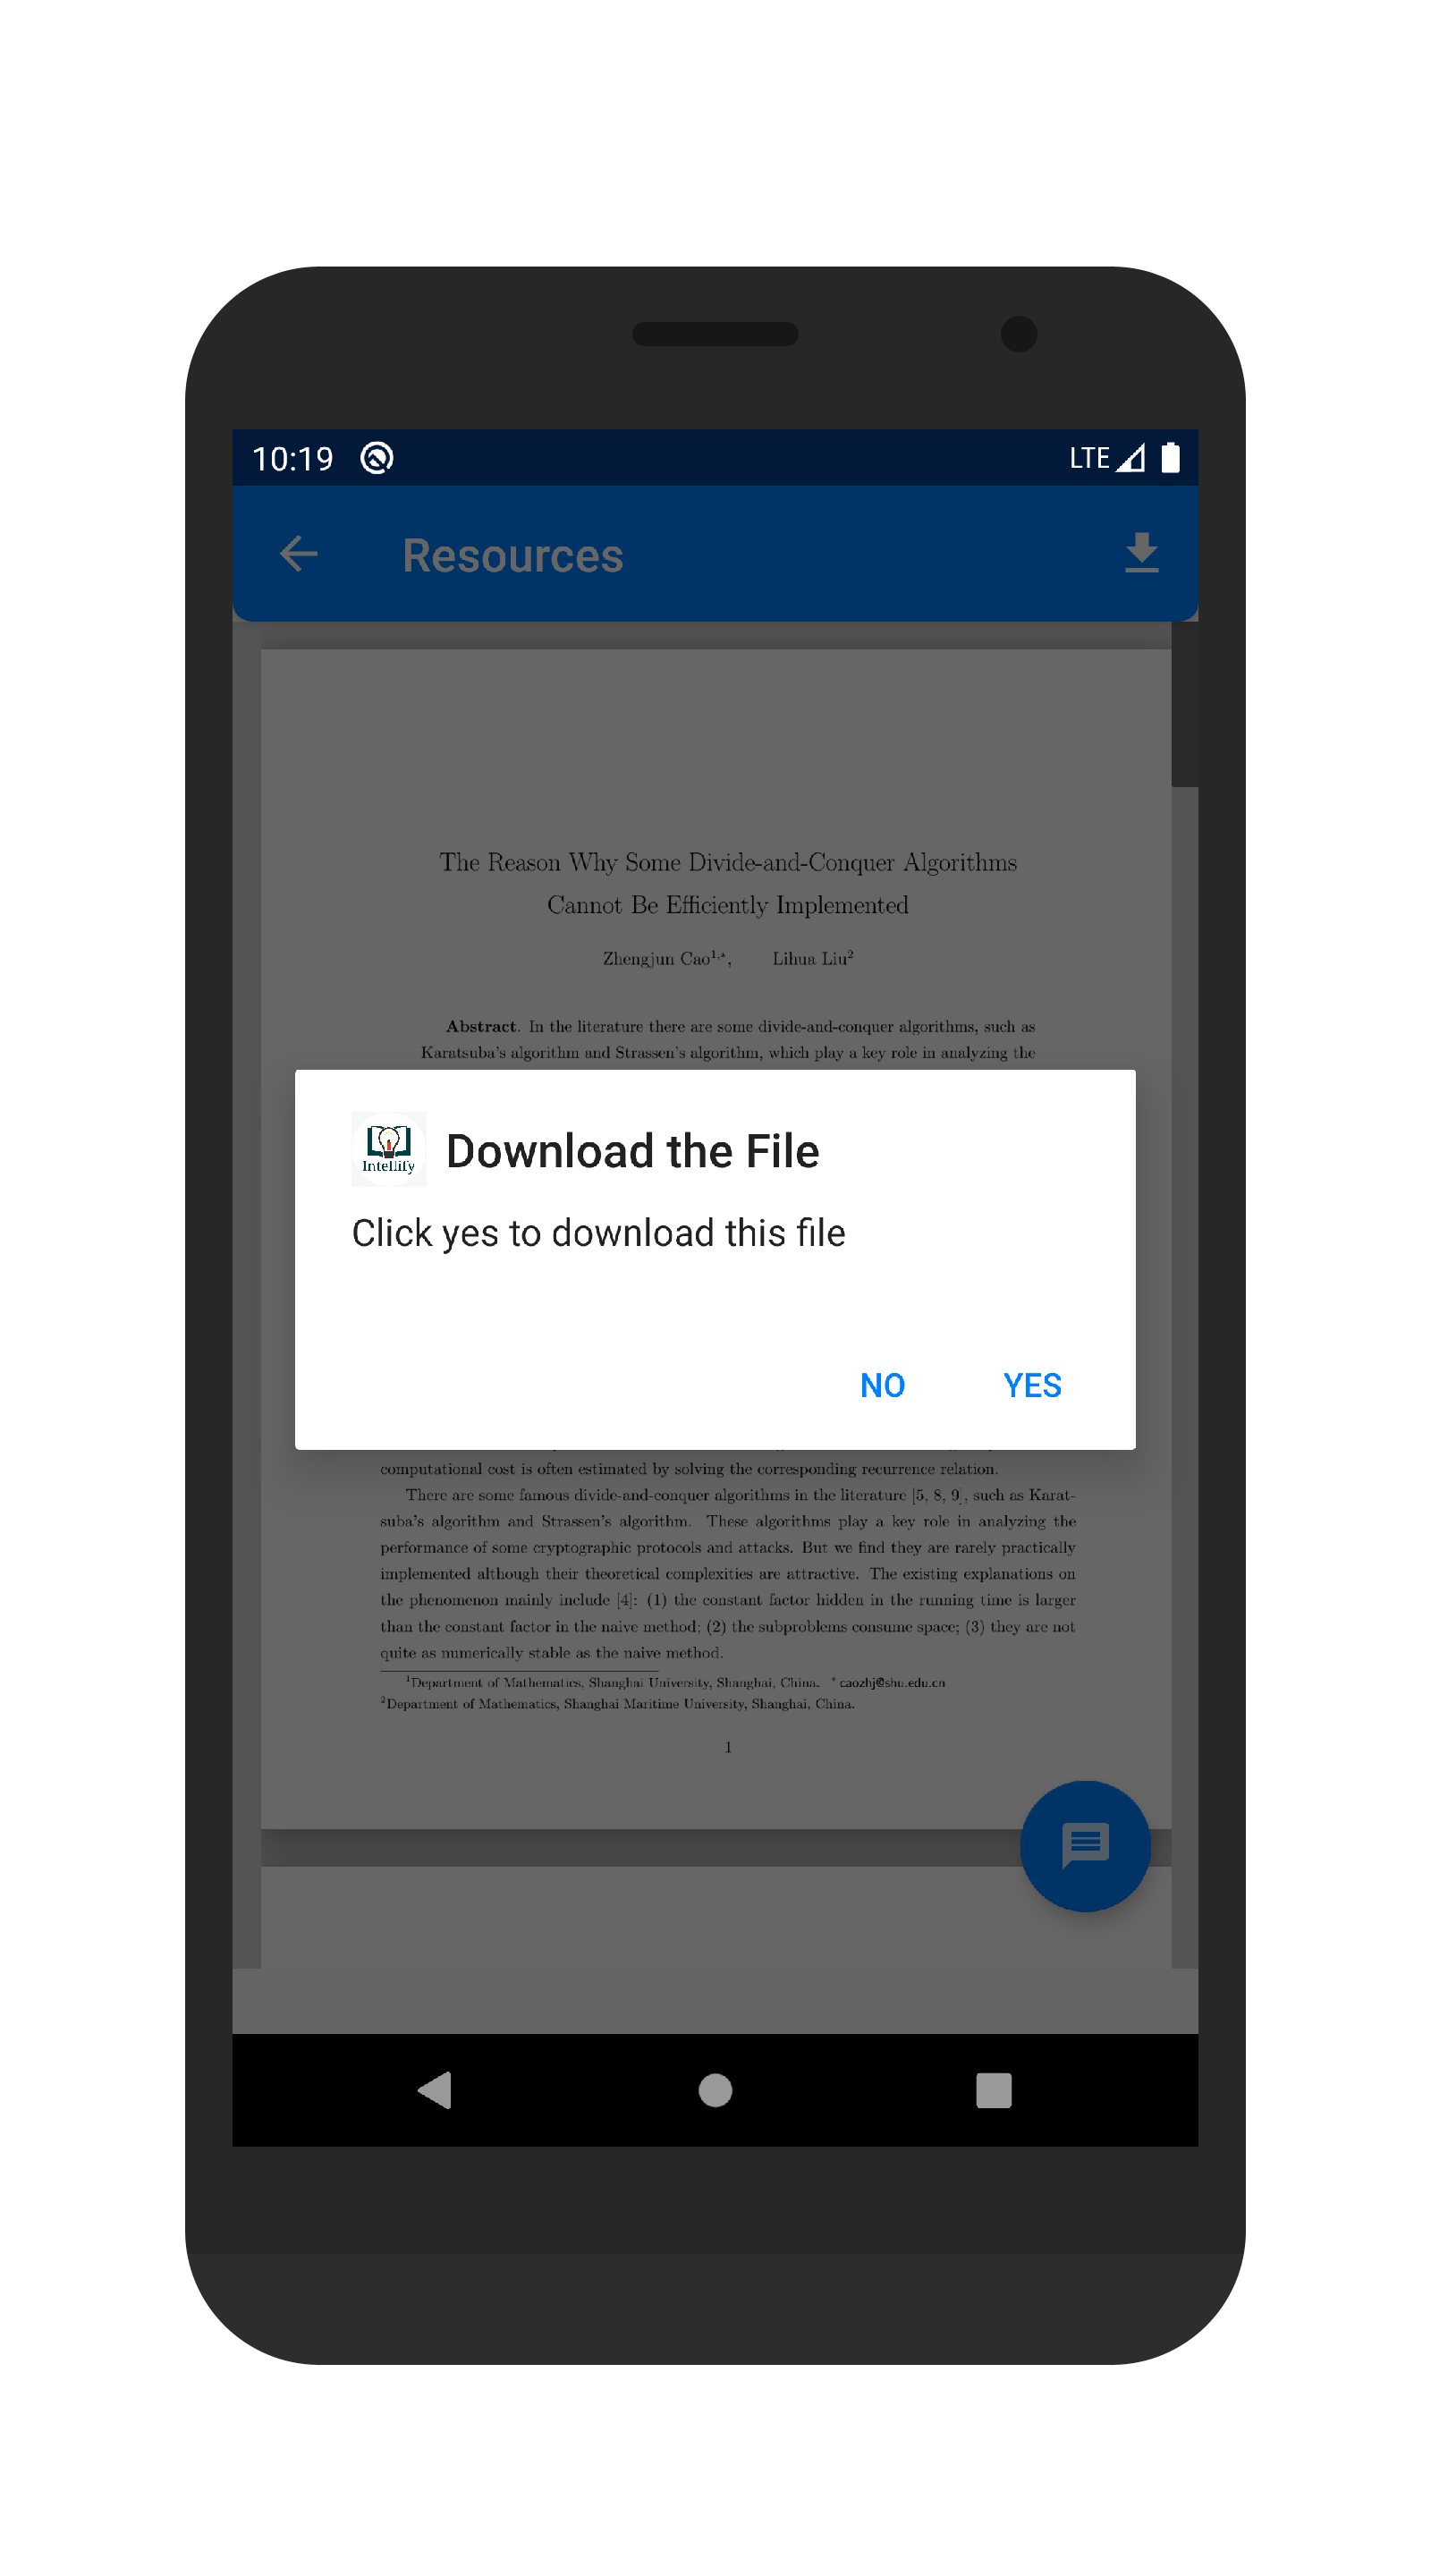 10:19
LTE
Resources
The Reason Why Some Divide-and-Conquer Algorithms
Cannot Be Efficiently Implemented
Zhengjun Cao1,*, Lihua Liu2
Abstract. In the literature there are some divide-and-conquer algorithms, such as
Karatsuba's algorithm and Strassen's algorithm, which play a key role in analyzing the
Intellify
Download the File
Click yes to download this file
NO YES
computational cost is often estimated by solving the corresponding recurrence relation.
There are some famous divide-and-conquer algorithms in the literature [5, 8, 9], such as Karat-
suba's algorithm and Strassen's algorithm. These algorithms play a key role in analyzing the
performance of some cryptographic protocols and attacks. But we find they are rarely practically
implemented although their theoretical complexities are attractive. The existing explanations on
the phenomenon mainly include [4]: (1) the constant factor hidden in the running time is larger
than the constant factor in the naive method; (2) the subproblems consume space; (3) they are not
quite as numerically stable as the naive method.
1Department of Mathematics, Shanghai University, Shanghai, China. * caozhj@shu.edu.cn
2Department of Mathematics, Shanghai Maritime University, Shanghai, China.
1